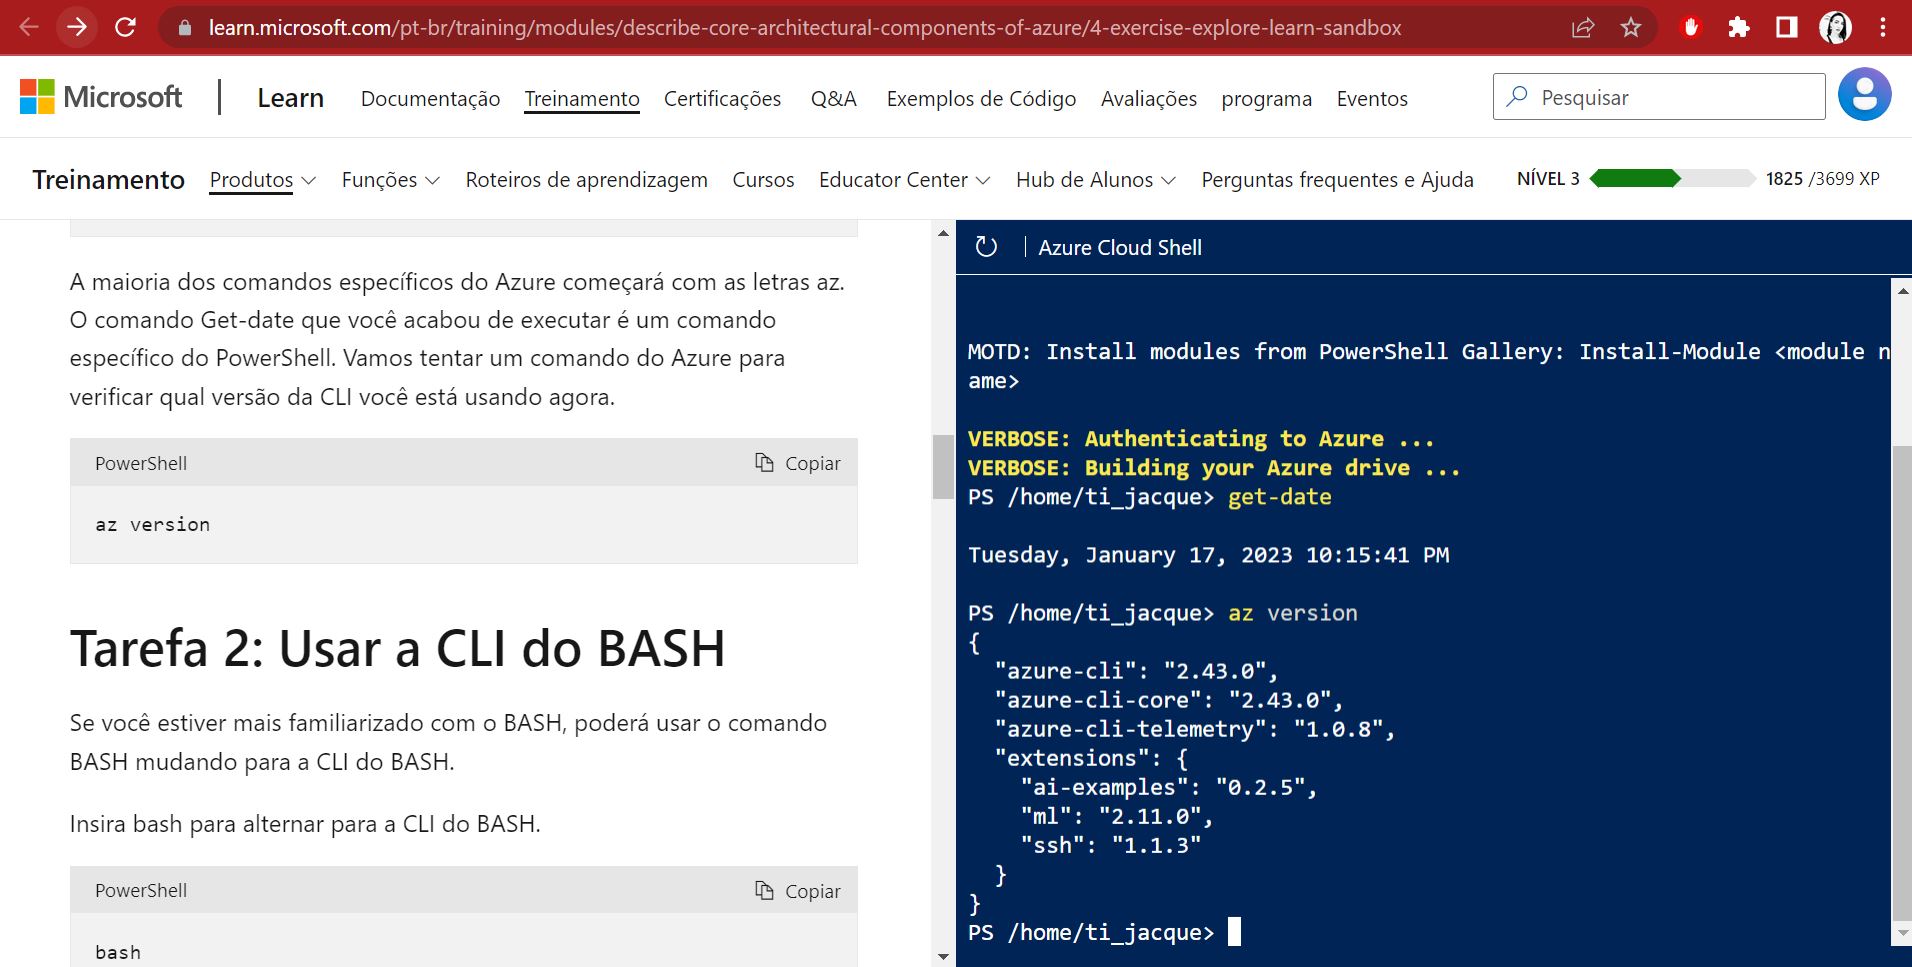 learn.microsoft.com/pt-br/training/modules/describe-core-architectural-components-of-azure/4-exercise-explore-learn-sandbox
Microsoft
Learn Documentação Treinamento Certificações Q&A Exemplos de Código Avaliações programa Eventos
Pesquisar
Treinamento Produtos Funções Roteiros de aprendizagem Cursos Educator Center Hub de Alunos Perguntas frequentes e Ajuda NÍVEL 3 1825 /3699 XP
A maioria dos comandos específicos do Azure começará com as letras az.
O comando Get-date que você acabou de executar é um comando
específico do PowerShell. Vamos tentar um comando do Azure para
verificar qual versão da CLI você está usando agora.
PowerShell Copiar
az version
Tarefa 2: Usar a CLI do BASH
Se você estiver mais familiarizado com o BASH, poderá usar o comando
BASH mudando para a CLI do BASH.
Insira bash para alternar para a CLI do BASH.
PowerShell Copiar
bash
Azure Cloud Shell
MOTD: Install modules from PowerShell Gallery: Install-Module <module n
ame>
VERBOSE: Authenticating to Azure ...
VERBOSE: Building your Azure drive ...
PS /home/ti_jacque> get-date
Tuesday, January 17, 2023 10:15:41 PM
PS /home/ti_jacque> az version
{
"azure-cli": "2.43.0",
"azure-cli-core": "2.43.0",
"azure-cli-telemetry": "1.0.8",
"extensions": {
"ai-examples": "0.2.5",
"ml": "2.11.0",
"ssh": "1.1.3"
}
}
PS /home/ti_jacque>